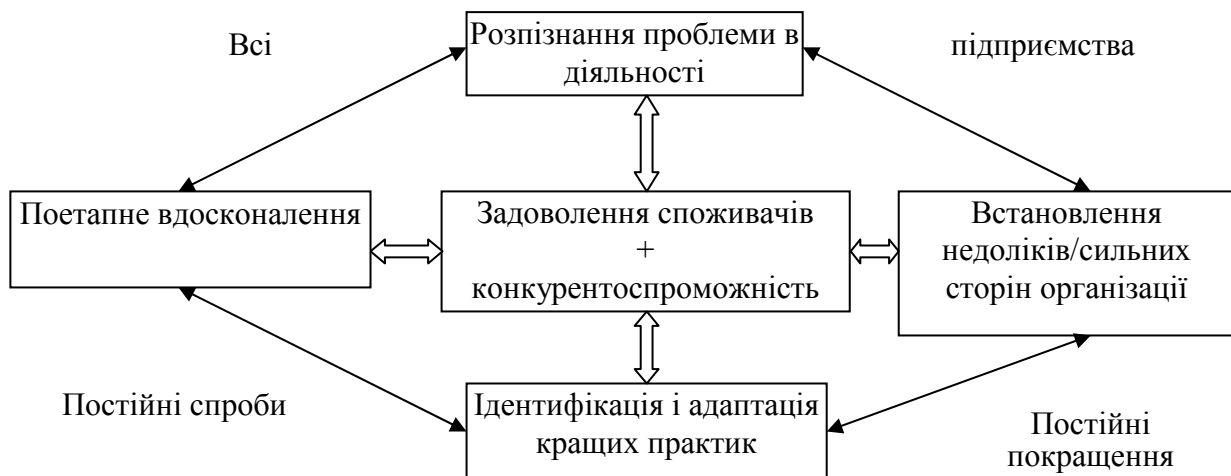 Всі
Розпізнання проблеми в
діяльності
підприємства
Поетапне вдосконалення
Задоволення споживачів
+
конкурентоспроможність
Встановлення
недоліків/сильних
сторін організації
Постійні спроби
Ідентифікація і адаптація
кращих практик
Постійні
покращення